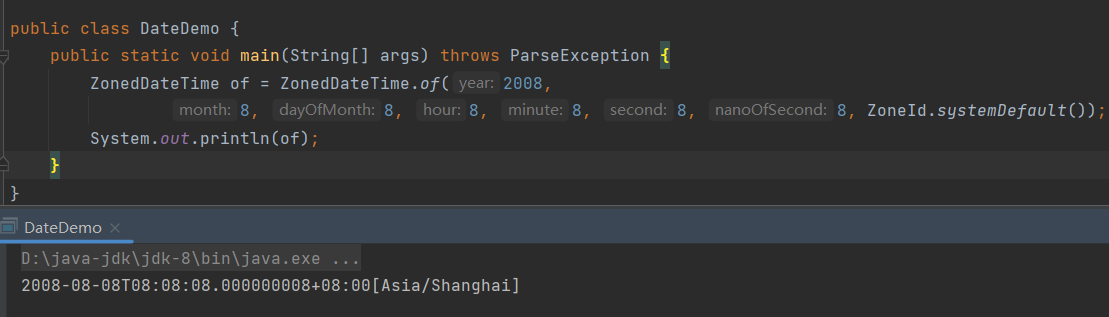 public class DateDemo {
public static void main(String[] args) throws ParseException {
ZonedDateTime of = ZonedDateTime.of( year: 2008,
month: 8, dayOfMonth: 8, hour: 8, minute: 8, second: 8, nanoOfSecond: 8, ZoneId.systemDefault());
System.out.println(of);
}
}
DateDemo ×
D:\java-jdk\jdk-8\bin\java.exe ...
2008-08-08T08:08:08.000000008+08:00[Asia/Shanghai]